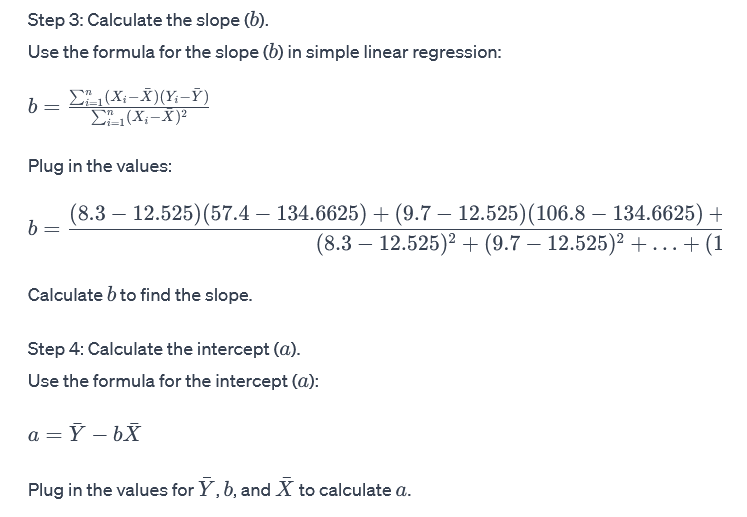 Step 3: Calculate the slope (b).
Use the formula for the slope (b) in simple linear regression:
b = \frac{\sum_{i=1}^{n}(X_i−\bar{X})(Y_i−\bar{Y})}{\sum_{i=1}^{n}(X_i−\bar{X})^2}
Plug in the values:
b = \frac{(8.3 − 12.525)(57.4 − 134.6625) + (9.7 − 12.525)(106.8 − 134.6625) +}{(8.3 − 12.525)^2 + (9.7 − 12.525)^2 + … + (1}
Calculate b to find the slope.
Step 4: Calculate the intercept (a).
Use the formula for the intercept (a):
a = \bar{Y} − b\bar{X}
Plug in the values for \bar{Y}, b, and \bar{X} to calculate a.